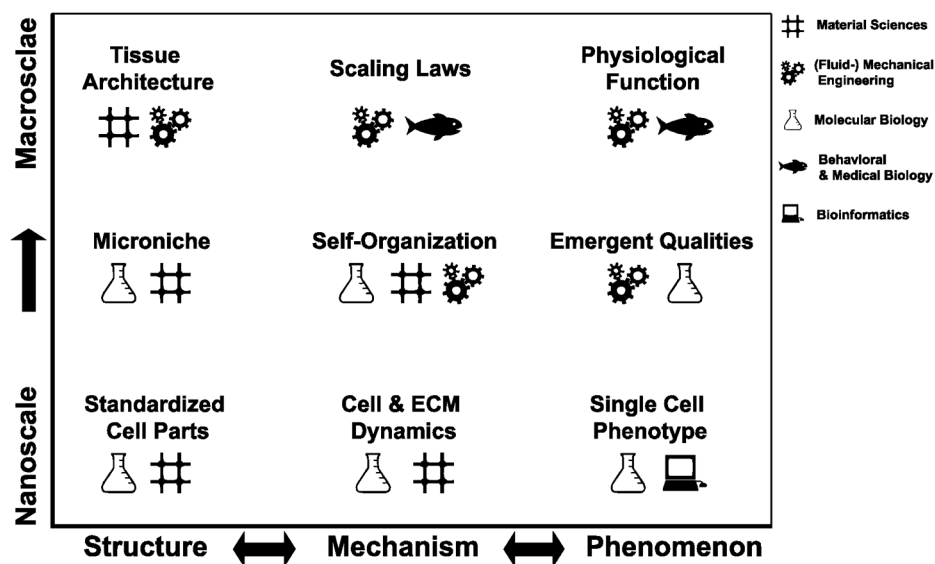 Macrosclae
Nanoscale
Tissue
Architecture
Scaling Laws
Physiological
Function
Microniche
Self-Organization
Emergent Qualities
Standardized
Cell Parts
Cell & ECM
Dynamics
Single Cell
Phenotype
Structure
Mechanism
Phenomenon
Material Sciences
(Fluid-) Mechanical
Engineering
Molecular Biology
Behavloral
& Medical Biology
Bioinformatics